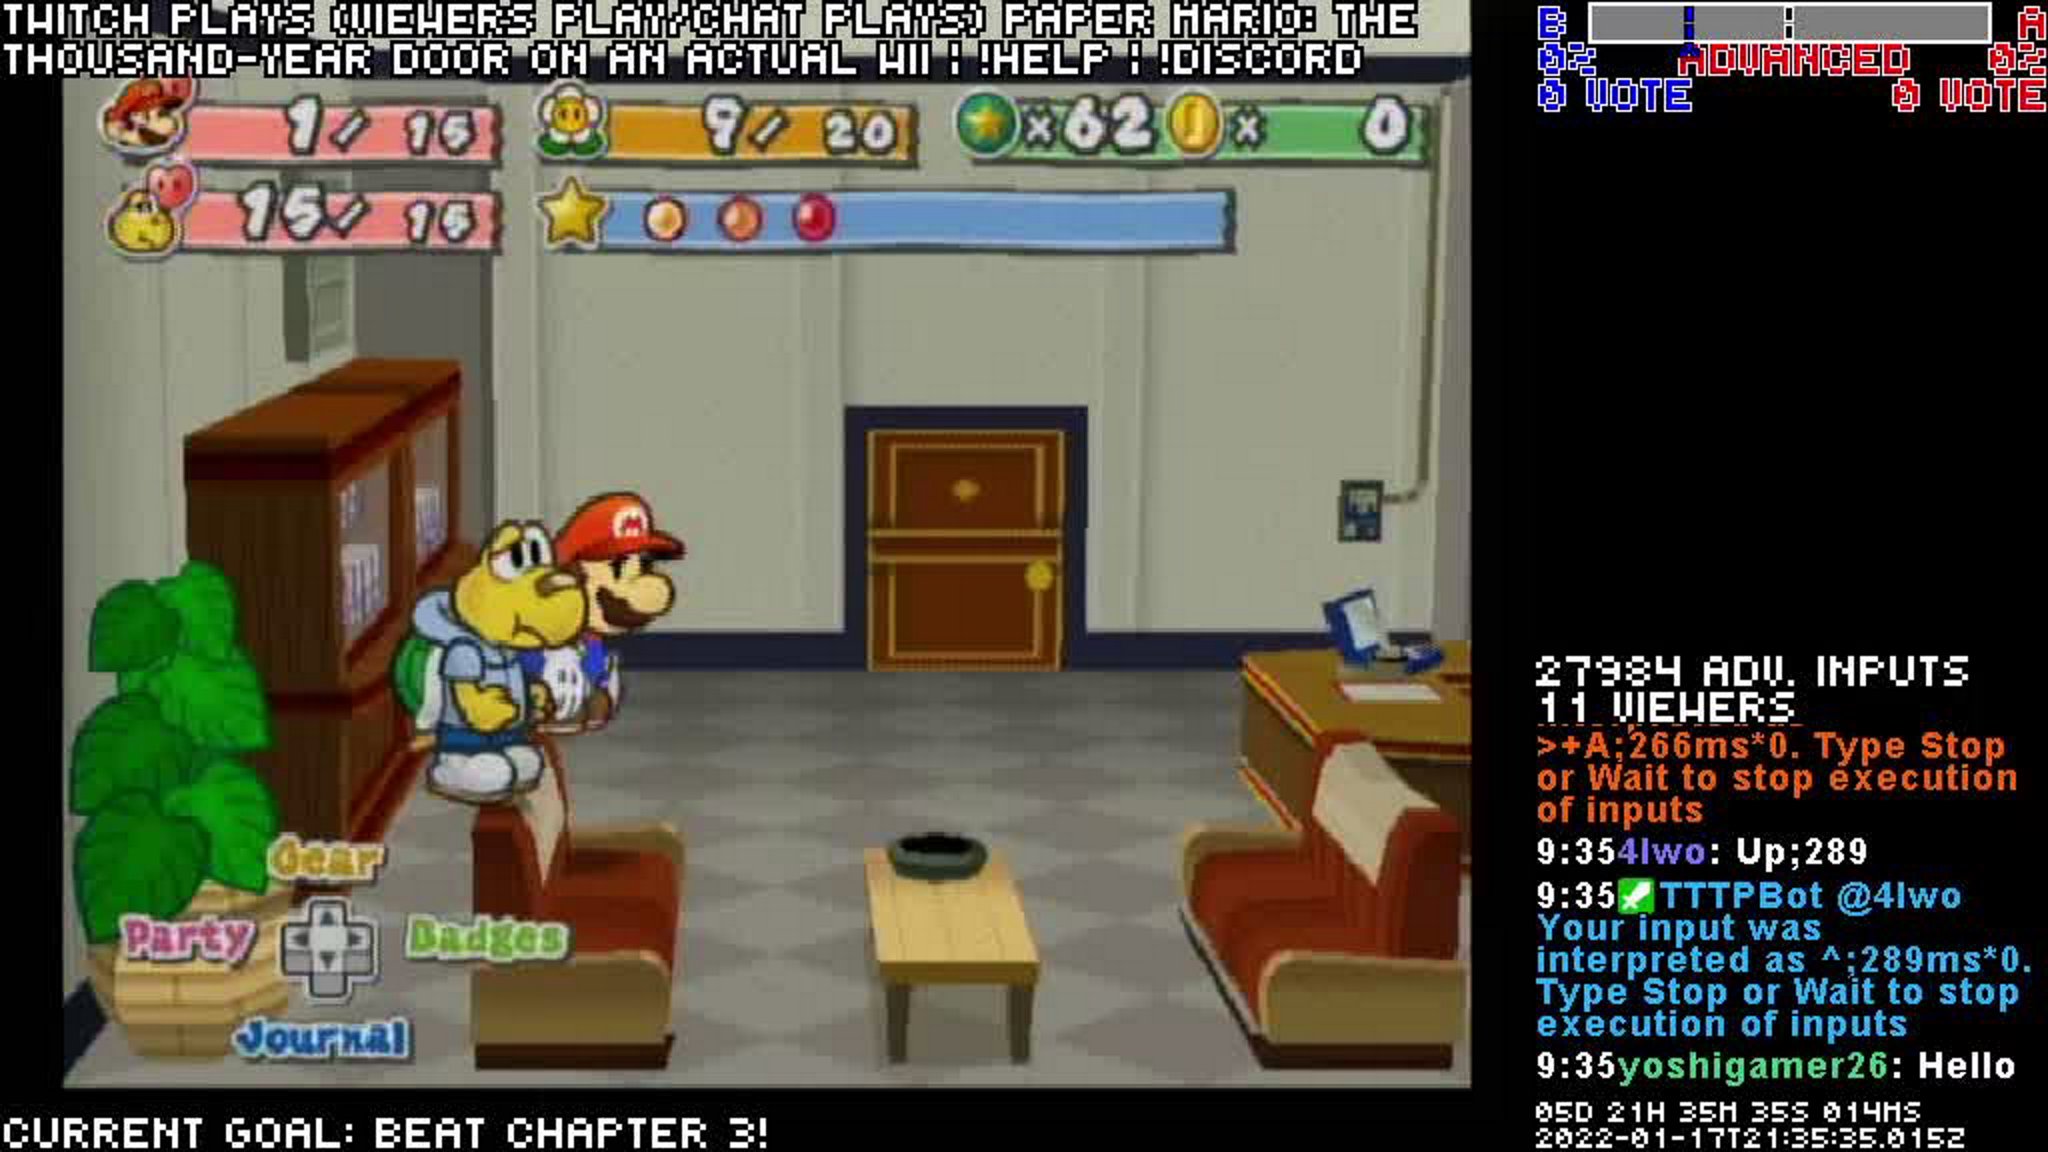 TWITCH PLAYS (VIEWERS PLAY/CHAT PLAYS) PAPER MARIO: THE
THOUSAND-YEAR DOOR ON AN ACTUAL WII | !HELP | !DISCORD
B A
0% ADVANCED 0%
0 VOTE 0 VOTE
1/ 15
9/ 20
×62 × 0
15/ 15
M
Gear
Party
Badges
Journal
27984 ADV. INPUTS
11 VIEWERS
>+A;266ms*0. Type Stop
or Wait to stop execution
of inputs
9:354lwo: Up;289
9:35TTTPBot @4lwo
Your input was
interpreted as ^;289ms*0.
Type Stop or Wait to stop
execution of inputs
9:35yoshigamer26: Hello
05D 21H 35M 35S 014MS
2022-01-17T21:35:35.015Z
CURRENT GOAL: BEAT CHAPTER 3!